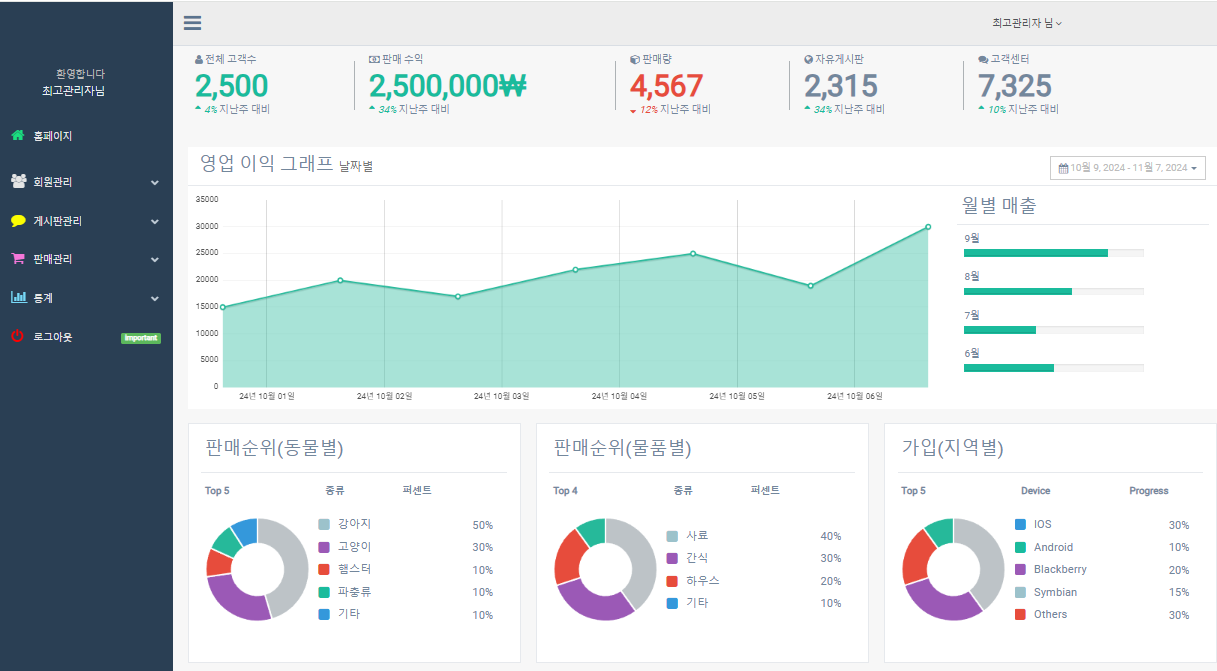 최고관리자 님
환영합니다
최고관리자님
홈페이지
회원관리
게시판관리
판매관리
통계
로그아웃 Important
전체 고객수
2,500
4% 지난주 대비
판매 수익
2,500,000₩
34% 지난주 대비
판매량
4,567
12% 지난주 대비
자유게시판
2,315
34% 지난주 대비
고객센터
7,325
10% 지난주 대비
영업 이익 그래프 날짜별
10월 9, 2024 - 11월 7, 2024
35000
30000
25000
20000
15000
10000
5000
0
24년 10월 01일 24년 10월 02일 24년 10월 03일 24년 10월 04일 24년 10월 05일 24년 10월 06일
월별 매출
9월
8월
7월
6월
판매순위(동물별)
Top 5 종류 퍼센트
강아지 50%
고양이 30%
햄스터 10%
파충류 10%
기타 10%
판매순위(물품별)
Top 4 종류 퍼센트
사료 40%
간식 30%
하우스 20%
기타 10%
가입(지역별)
Top 5 Device Progress
IOS 30%
Android 10%
Blackberry 20%
Symbian 15%
Others 30%